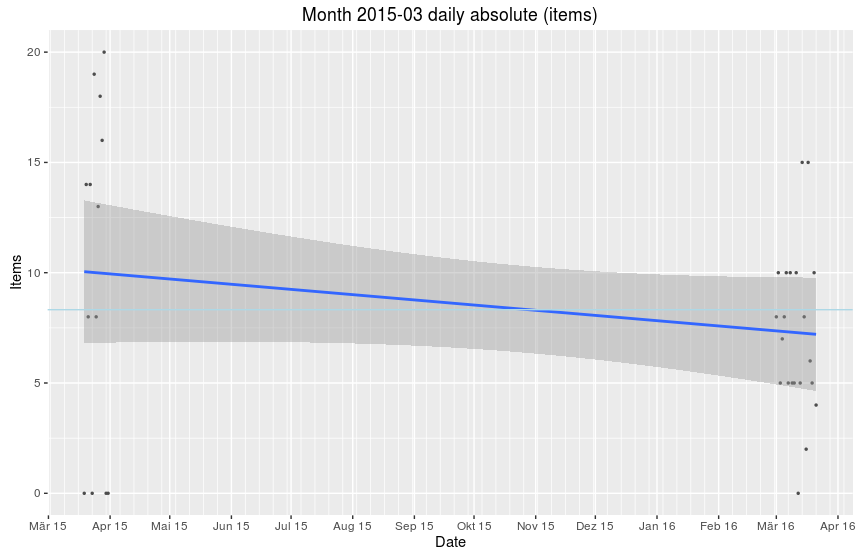 Month 2015-03 daily absolute (items)
Items
20
15
10
5
0
Mär 15 Apr 15 Mai 15 Jun 15 Jul 15 Aug 15 Sep 15 Okt 15 Nov 15 Dez 15 Jan 16 Feb 16 Mär 16 Apr 16
Date